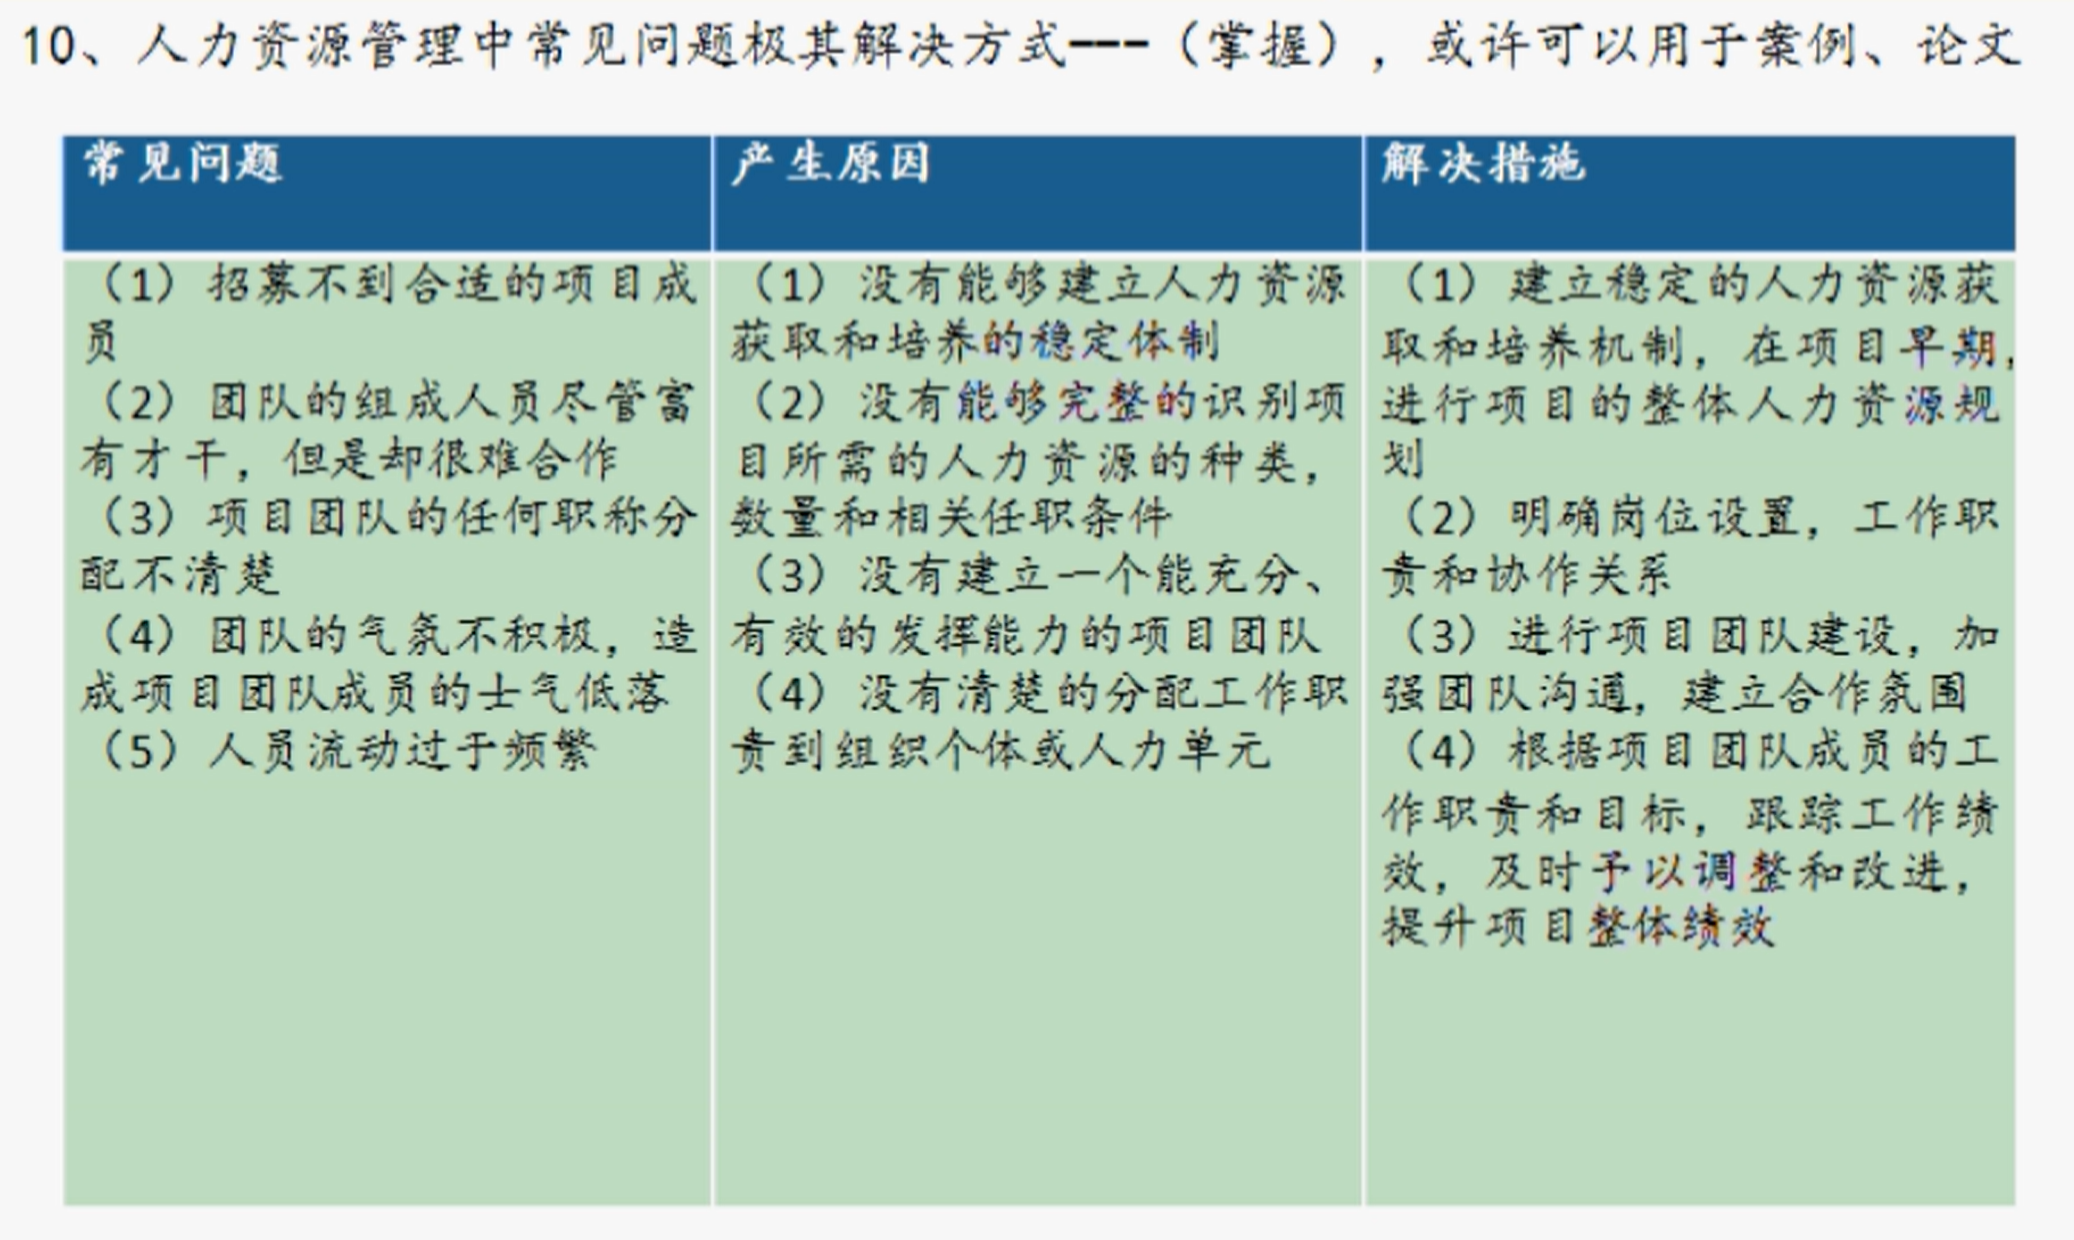 10、人力资源管理中常见问题极其解决方式---（掌握），或许可以用于案例、论文
常见问题
产生原因
解决措施
（1）招募不到合适的项目成
员
（2）团队的组成人员尽管富
有才干，但是却很难合作
（3）项目团队的任何职称分
配不清楚
（4）团队的气氛不积极，造
成项目团队成员的士气低落
（5）人员流动过于频繁
（1）没有能够建立人力资源
获取和培养的稳定体制
（2）没有能够完整的识别项
目所需的人力资源的种类，
数量和相关任职条件
（3）没有建立一个能充分、
有效的发挥能力的项目团队
（4）没有清楚的分配工作职
责到组织个体或人力单元
（1）建立稳定的人力资源获
取和培养机制，在项目早期，
进行项目的整体人力资源规
划
（2）明确岗位设置，工作职
责和协作关系
（3）进行项目团队建设，加
强团队沟通，建立合作氛围
（4）根据项目团队成员的工
作职责和目标，跟踪工作绩
效，及时予以调整和改进，
提升项目整体绩效